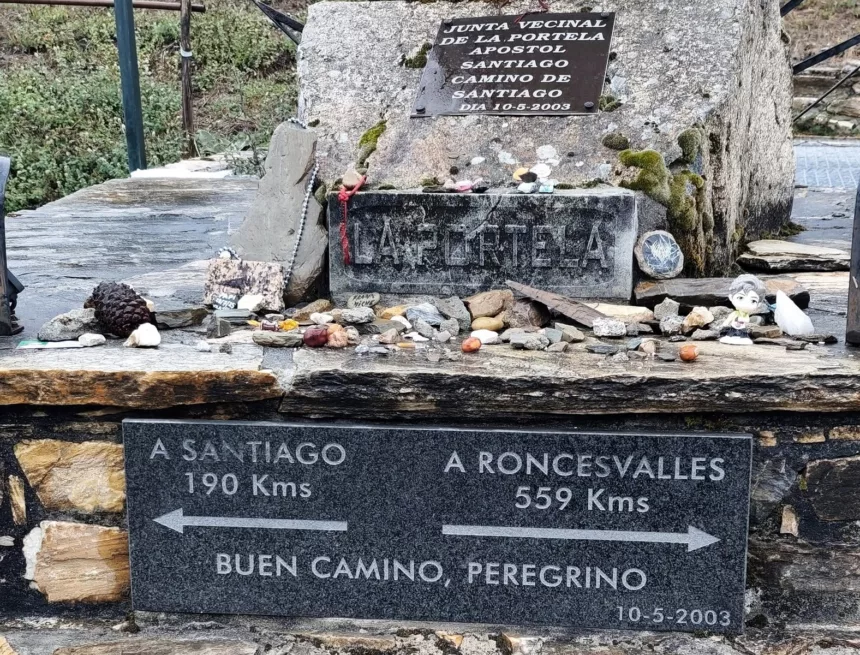 JUNTA VECINAL
DE LA PORTELA
APOSTOL
SANTIAGO
CAMINO DE
SANTIAGO
DIA 10-5-2003
LA PORTELA
A SANTIAGO
190 Kms
A RONCESVALLES
559 Kms
BUEN CAMINO, PEREGRINO
10-5-2003